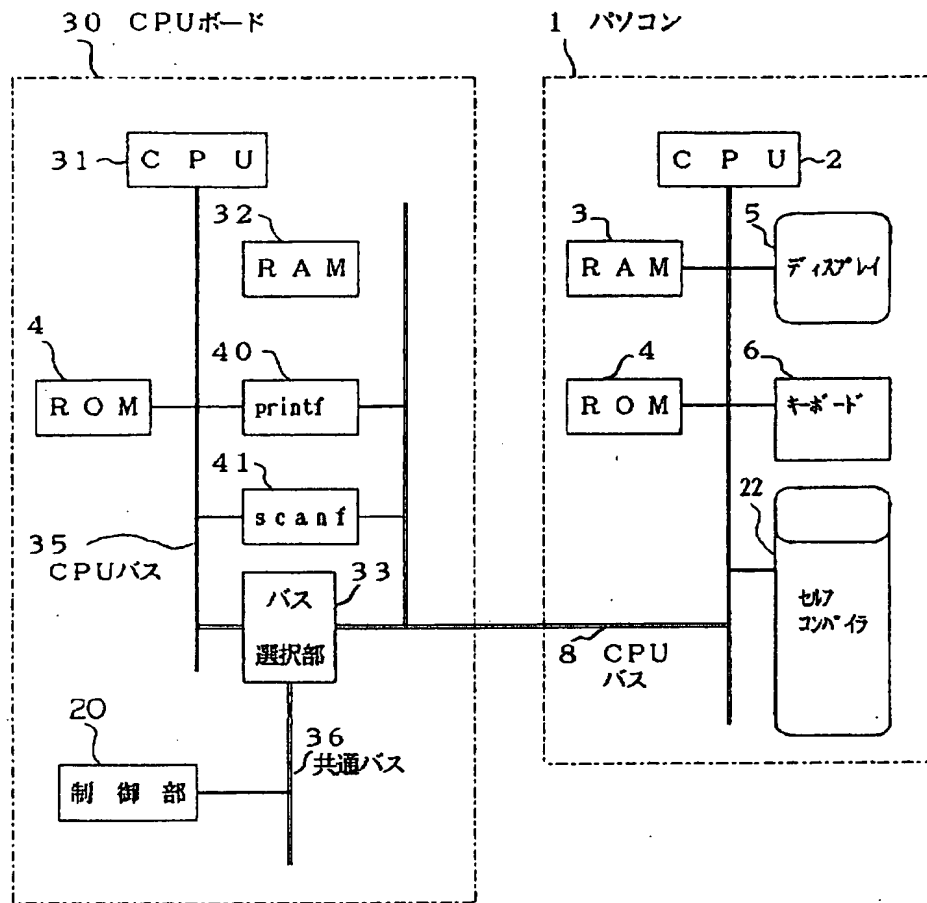 30 CPUボード
1 パソコン
31
CPU
CPU
2
32
RAM
3
RAM
5
ディスプレイ
4
ROM
40
printf
4
ROM
6
キーボード
41
scanf
35
CPUバス
33
バス
選択部
22
セルフ
コンパイラ
8 CPU
バス
20
制御部
36
共通バス